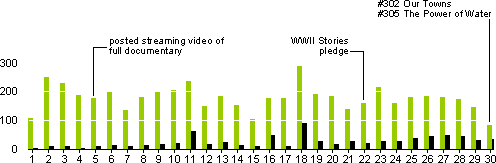 #302 Our Towns
#305 The Power of Water
posted streaming video of
full documentary
WWII Stories
pledge
300
200
100
0
1 2 3 4 5 6 7 8 9 10 11 12 13 14 15 16 17 18 19 20 21 22 23 24 25 26 27 28 29 30